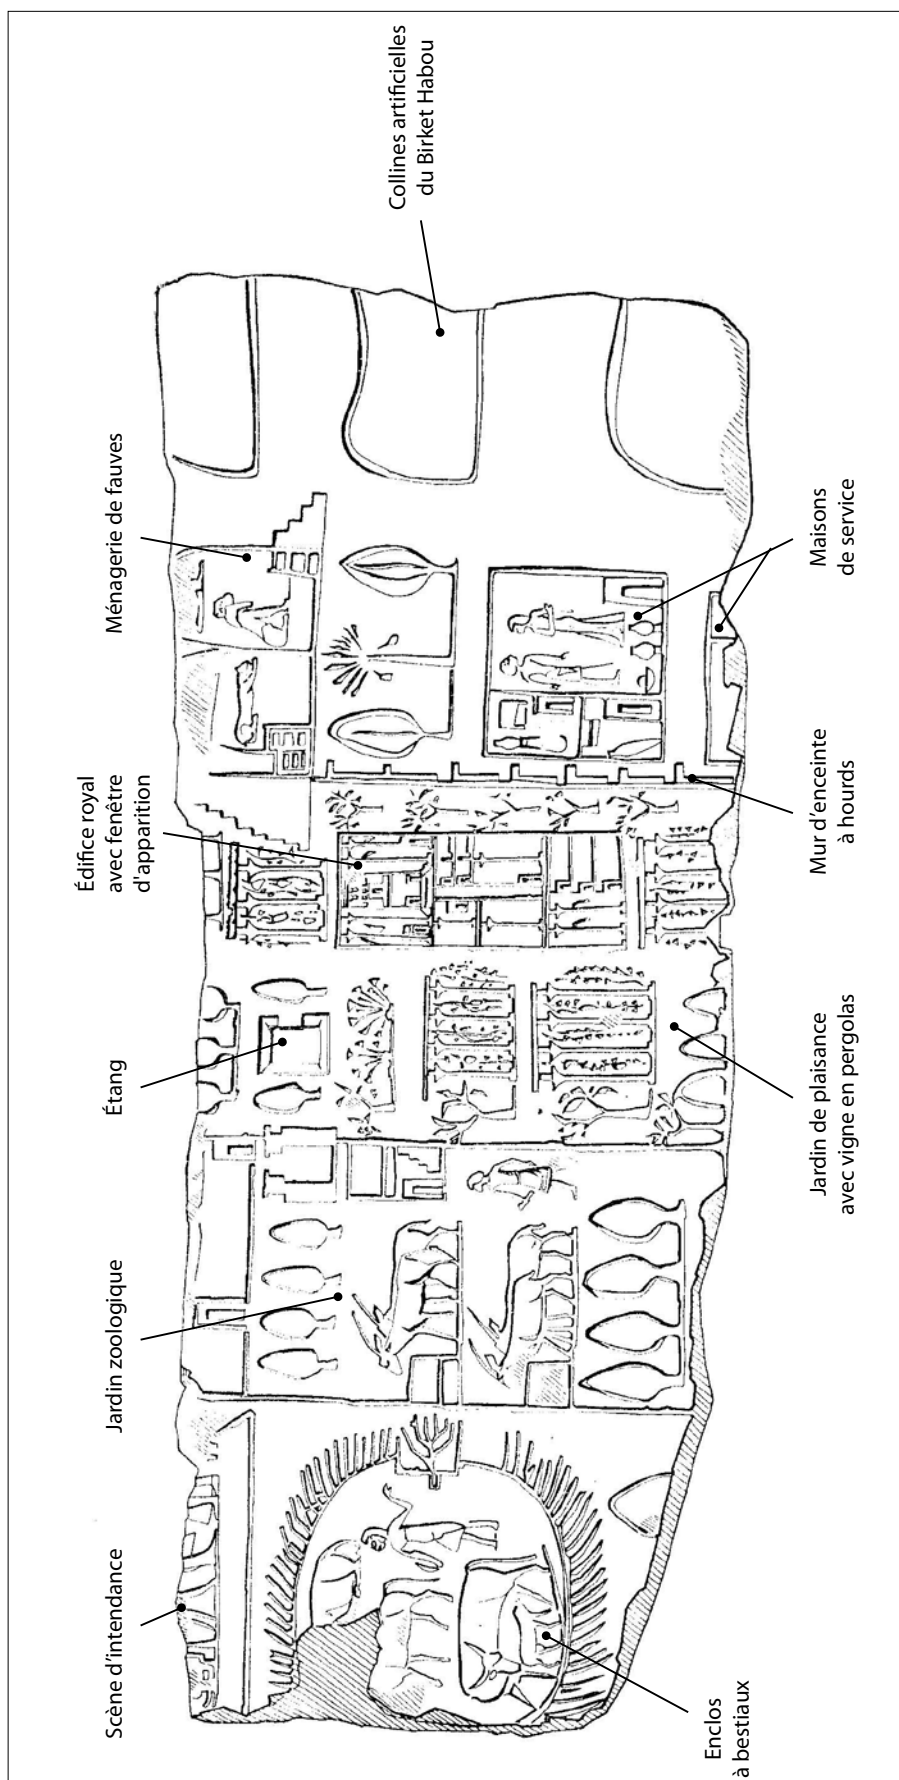 Scène d'intendance
Jardin zoologique
Étang
Édifice royal
avec fenêtre
d'apparition
Ménagerie de fauves
Collines artificielles
du Birket Habou
Enclos
à bestiaux
Jardin de plaisance
avec vigne en pergolas
Mur d'enceinte
à hourds
Maisons
de service